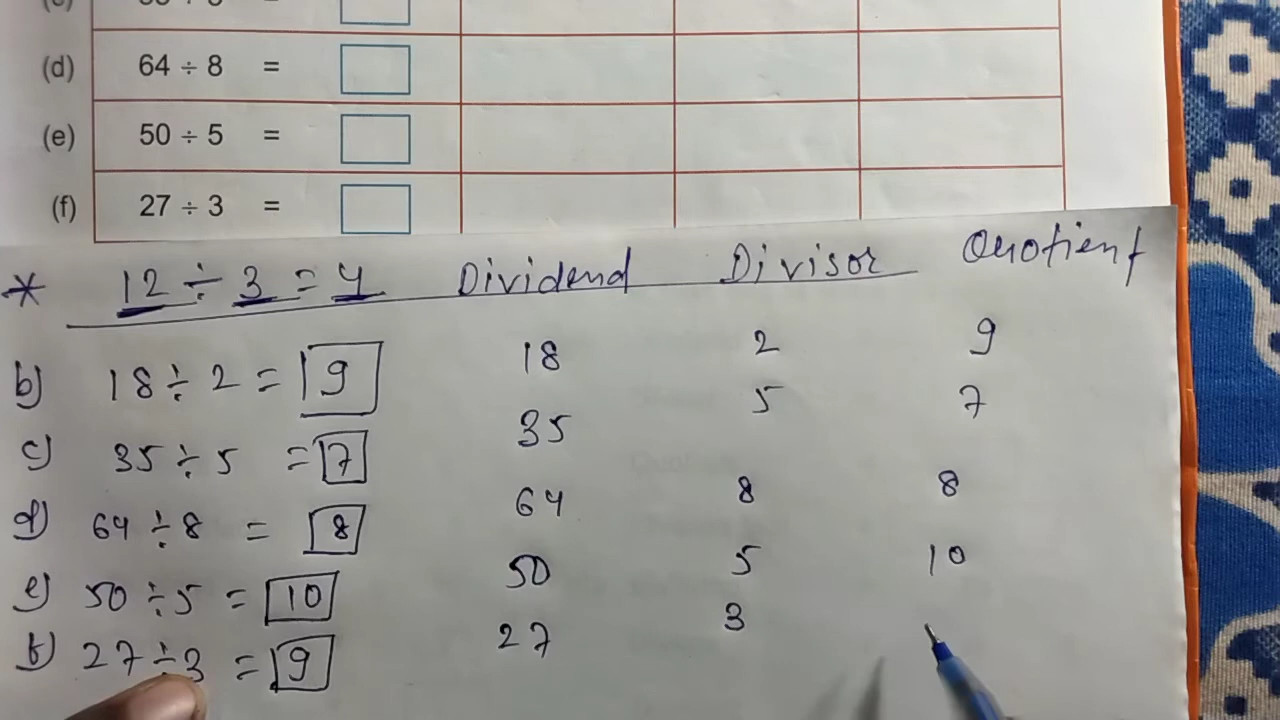 (d) 64 ÷ 8 =
(e) 50 ÷ 5 =
(f) 27 ÷ 3 =
* 12 ÷ 3 = 4 Dividend Divisor Quotient
b) 18 ÷ 2 = 9 18 2 9
c) 35 ÷ 5 = 7 35 5 7
d) 64 ÷ 8 = 8 64 8 8
e) 50 ÷ 5 = 10 50 5 10
f) 27 ÷ 3 = 9 27 3